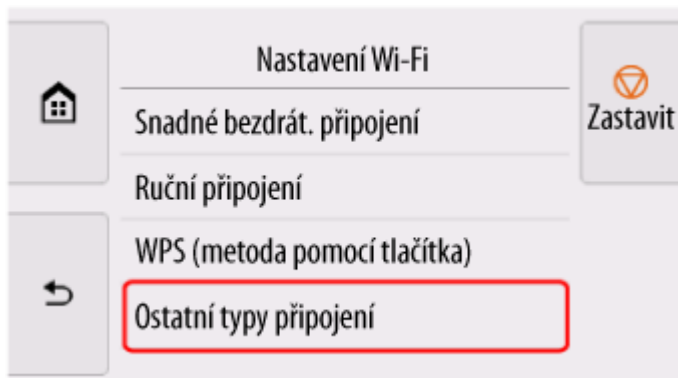 Nastavení Wi-Fi
Zastavit
Snadné bezdrát. připojení
Ruční připojení
WPS (metoda pomocí tlačítka)
Ostatní typy připojení